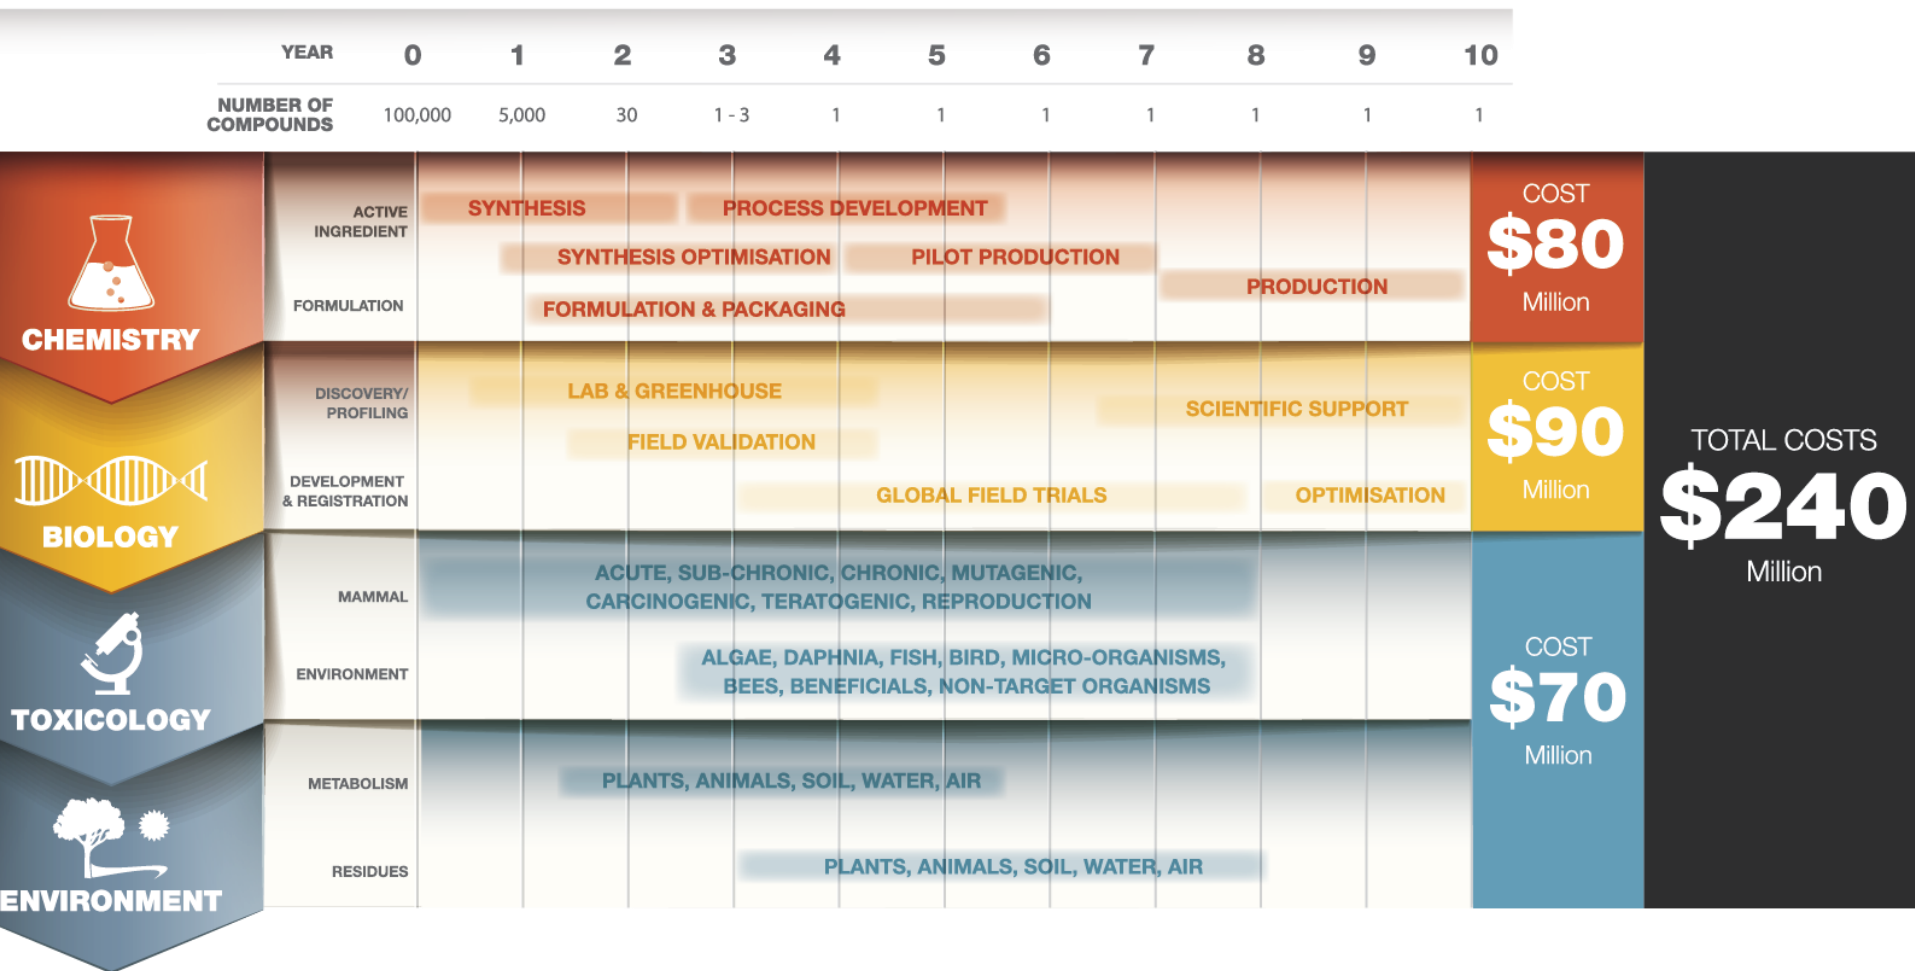 YEAR 0 1 2 3 4 5 6 7 8 9 10
NUMBER OF
COMPOUNDS 100,000 5,000 30 1 - 3 1 1 1 1 1 1 1
CHEMISTRY
ACTIVE
INGREDIENT
SYNTHESIS PROCESS DEVELOPMENT
SYNTHESIS OPTIMISATION PILOT PRODUCTION
PRODUCTION
FORMULATION
FORMULATION & PACKAGING
COST
$80
Million
BIOLOGY
DISCOVERY/
PROFILING
LAB & GREENHOUSE
SCIENTIFIC SUPPORT
FIELD VALIDATION
DEVELOPMENT
& REGISTRATION
GLOBAL FIELD TRIALS OPTIMISATION
COST
$90
Million
TOXICOLOGY
MAMMAL
ACUTE, SUB-CHRONIC, CHRONIC, MUTAGENIC,
CARCINOGENIC, TERATOGENIC, REPRODUCTION
ENVIRONMENT
ALGAE, DAPHNIA, FISH, BIRD, MICRO-ORGANISMS,
BEES, BENEFICIALS, NON-TARGET ORGANISMS
ENVIRONMENT
METABOLISM
PLANTS, ANIMALS, SOIL, WATER, AIR
RESIDUES
PLANTS, ANIMALS, SOIL, WATER, AIR
COST
$70
Million
TOTAL COSTS
$240
Million